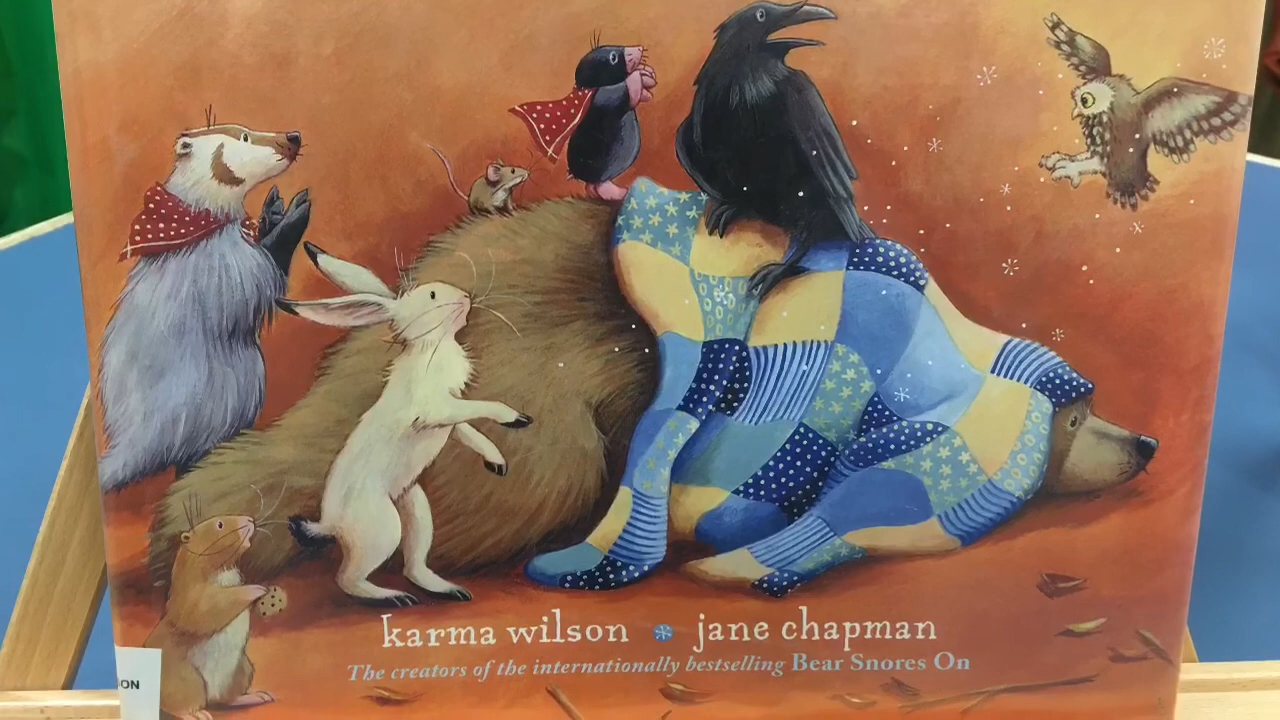 karma wilson jane chapman
The creators of the internationally bestselling Bear Snores On
ON